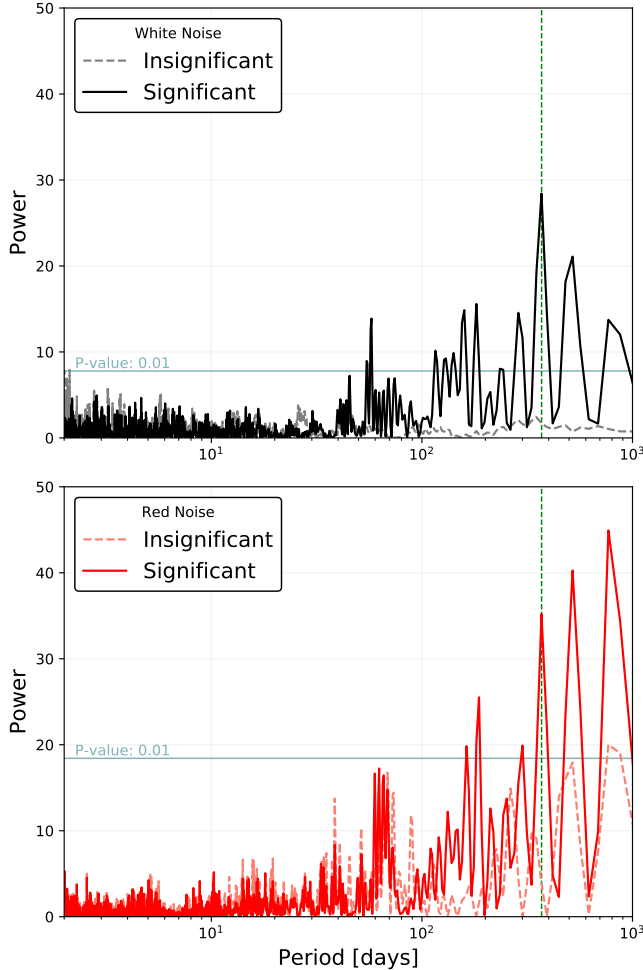 50
40
30
20
10
0
Power
White Noise
Insignificant
Significant
P-value: 0.01
10¹
10²
10³
50
40
30
20
10
0
Power
Red Noise
Insignificant
Significant
P-value: 0.01
10¹
10²
10³
Period [days]